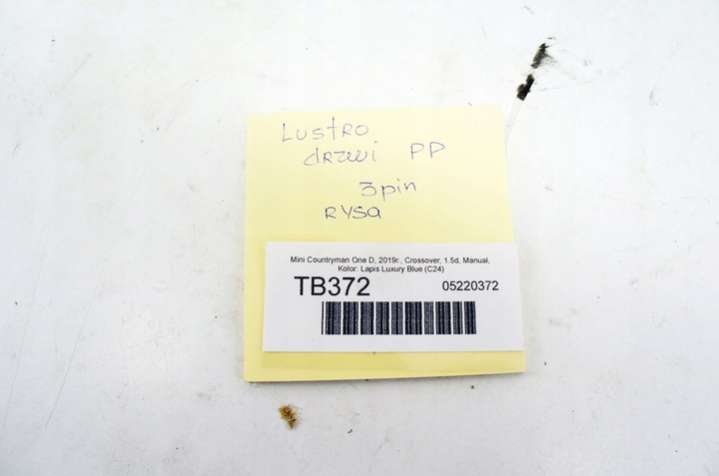 Lustro
drzwi PP
3pin
Rysa
Mini Countryman One D, 2019r., Crossover, 1.5d, Manual,
Kolor: Lapis Luxury Blue (C24)
TB372 05220372